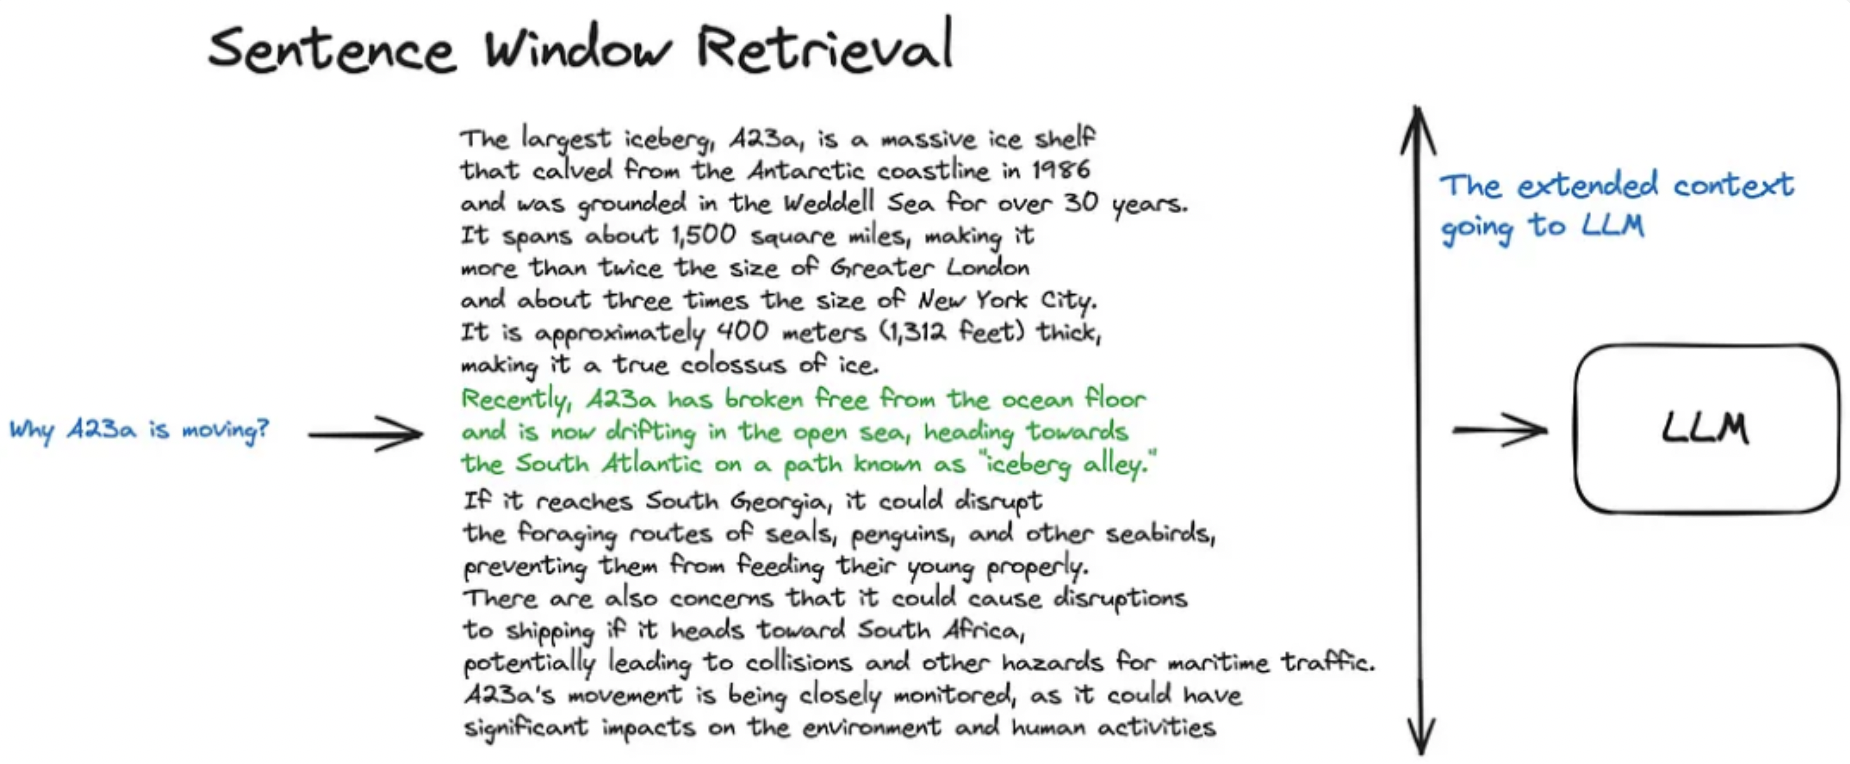 Sentence Window Retrieval
The largest iceberg, A23a, is a massive ice shelf
that calved from the Antarctic coastline in 1986
and was grounded in the Weddell Sea for over 30 years.
It spans about 1,500 square miles, making it
more than twice the size of Greater London
and about three times the size of New York City.
It is approximately 400 meters (1,312 feet) thick,
making it a true colossus of ice.
Recently, A23a has broken free from the ocean floor
and is now drifting in the open sea, heading towards
the South Atlantic on a path known as "iceberg alley."
If it reaches South Georgia, it could disrupt
the foraging routes of seals, penguins, and other seabirds,
preventing them from feeding their young properly.
There are also concerns that it could cause disruptions
to shipping if it heads toward South Africa,
potentially leading to collisions and other hazards for maritime traffic.
A23a's movement is being closely monitored, as it could have
significant impacts on the environment and human activities
Why A23a is moving?
The extended context
going to LLM
LLM